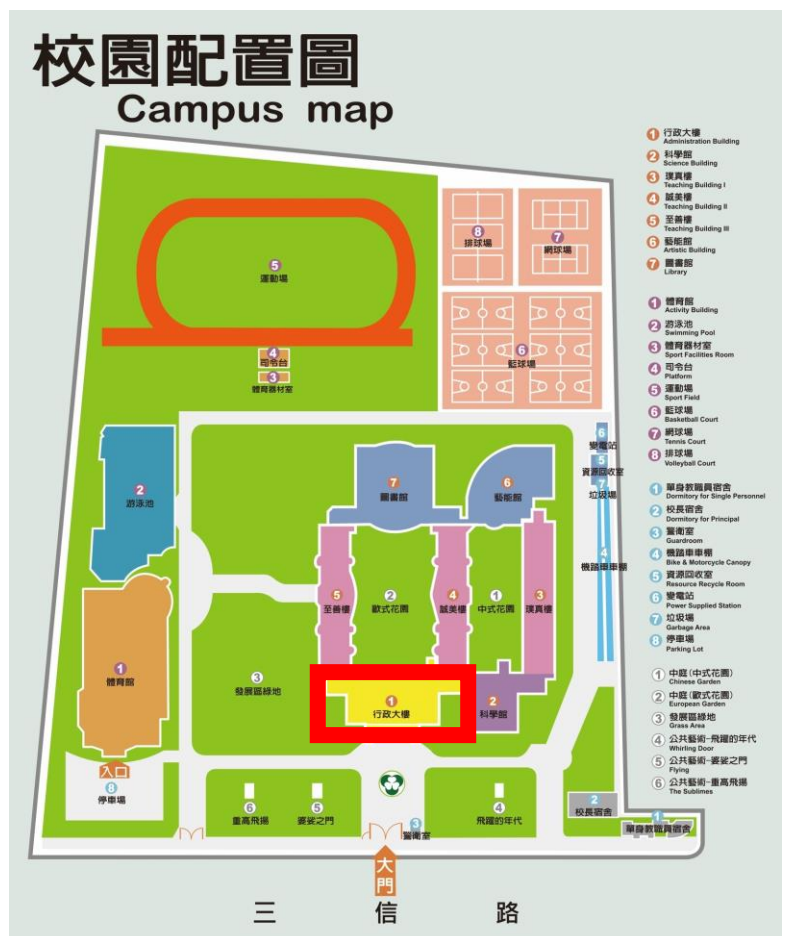 校園配置圖
Campus map
5
運動場
4
司令台
3
體育器材室
8
排球場
7
網球場
6
籃球場
6
變電站
5
資源回收室
7
垃圾場
4
機踏車車棚
2
游泳池
7
圖書館
6
藝能館
5
至善樓
2
歐式花園
4
誠美樓
1
中式花園
3
璞真樓
1
體育館
3
發展區綠地
1
行政大樓
2
科學館
入口
8
停車場
6
重高飛揚
5
婆娑之門
4
飛躍的年代
3
警衛室
2
校長宿舍
1
單身教職員宿舍
大門
三信路
1 行政大樓
Administration Building
2 科學館
Science Building
3 璞真樓
Teaching Building I
4 誠美樓
Teaching Building II
5 至善樓
Teaching Building III
6 藝能館
Artistic Building
7 圖書館
Library
1 體育館
Activity Building
2 游泳池
Swimming Pool
3 體育器材室
Sport Facilities Room
4 司令台
Platform
5 運動場
Sport Field
6 籃球場
Basketball Court
7 網球場
Tennis Court
8 排球場
Volleyball Court
1 單身教職員宿舍
Dormitory for Single Personnel
2 校長宿舍
Dormitory for Principal
3 警衛室
Guardroom
4 機踏車車棚
Bike & Motorcycle Canopy
5 資源回收室
Resource Recycle Room
6 變電站
Power Supplied Station
7 垃圾場
Garbage Area
8 停車場
Parking Lot
1 中庭(中式花園)
Chinese Garden
2 中庭(歐式花園)
European Garden
3 發展區綠地
Grass Area
4 公共藝術-飛躍的年代
Whirling Door
5 公共藝術-婆娑之門
Flying
6 公共藝術-重高飛揚
The Sublimes